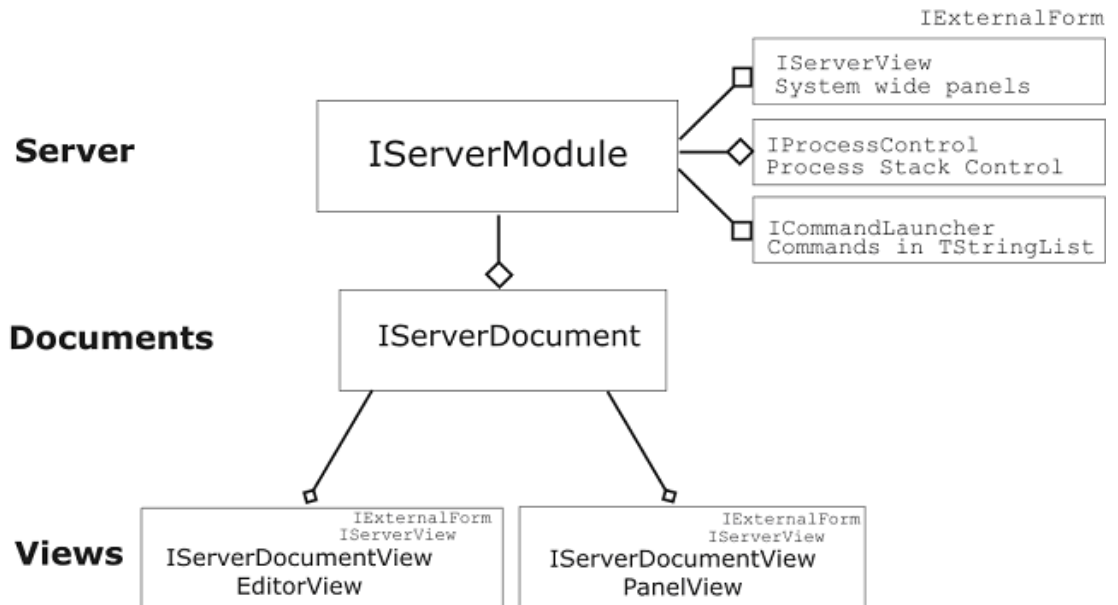 IExternalForm
IServerView
System wide panels
Server
IServerModule
IProcessControl
Process Stack Control
ICommandLauncher
Commands in TStringList
Documents
IServerDocument
Views
IExternalForm
IServerView
IServerDocumentView
EditorView
IExternalForm
IServerView
IServerDocumentView
PanelView